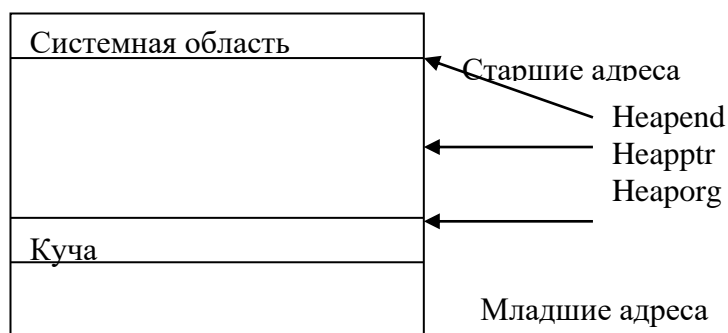 Системная область
Старшие адреса
Heapend
Heapptr
Heaporg
Куча
Младшие адреса